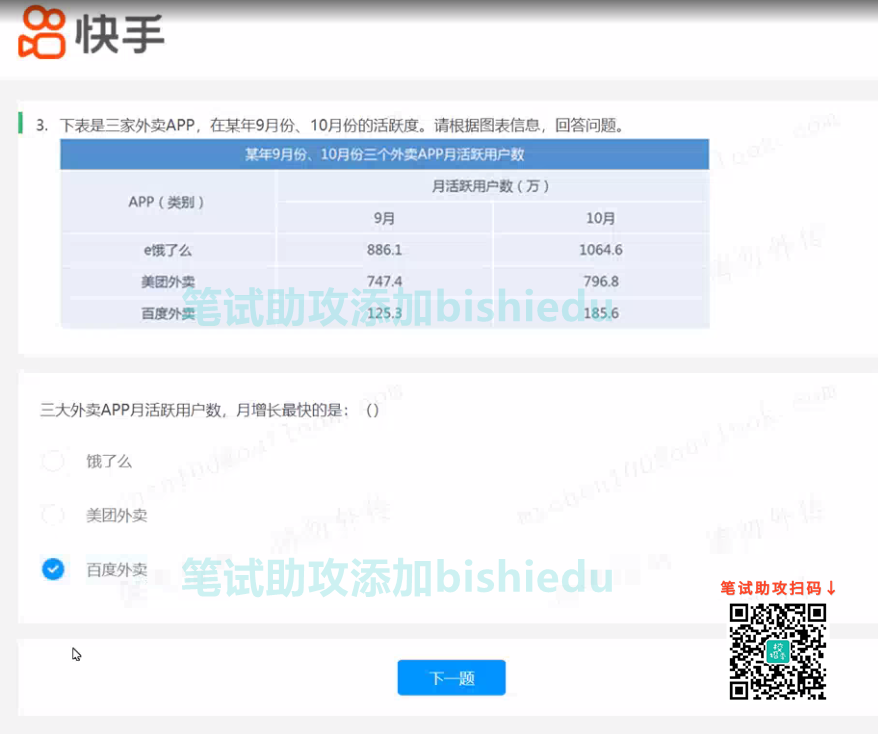 快手
3. 下表是三家外卖APP，在某年9月份、10月份的活跃度。请根据图表信息，回答问题。
某年9月份、10月份三个外卖APP月活跃用户数
APP（类别） 月活跃用户数（万）
9月 10月
e饿了么 886.1 1064.6
美团外卖 747.4 796.8
百度外卖 125.3 185.6
笔试助攻添加bishiedu
三大外卖APP月活跃用户数，月增长最快的是：（）
饿了么
美团外卖
百度外卖
笔试助攻添加bishiedu
笔试助攻扫码↓
下一题